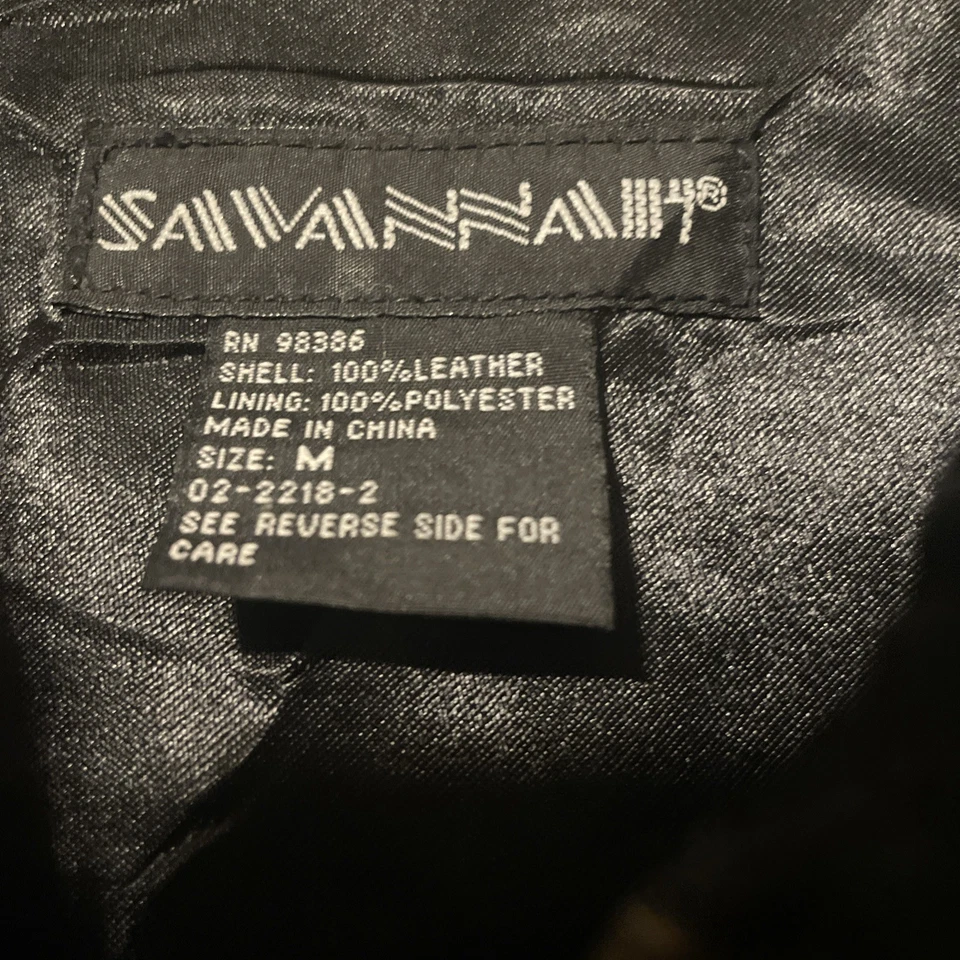 SAVANNAH®
RN 98386
SHELL: 100%LEATHER
LINING: 100%POLYESTER
MADE IN CHINA
SIZE: M
02-2218-2
SEE REVERSE SIDE FOR
CARE